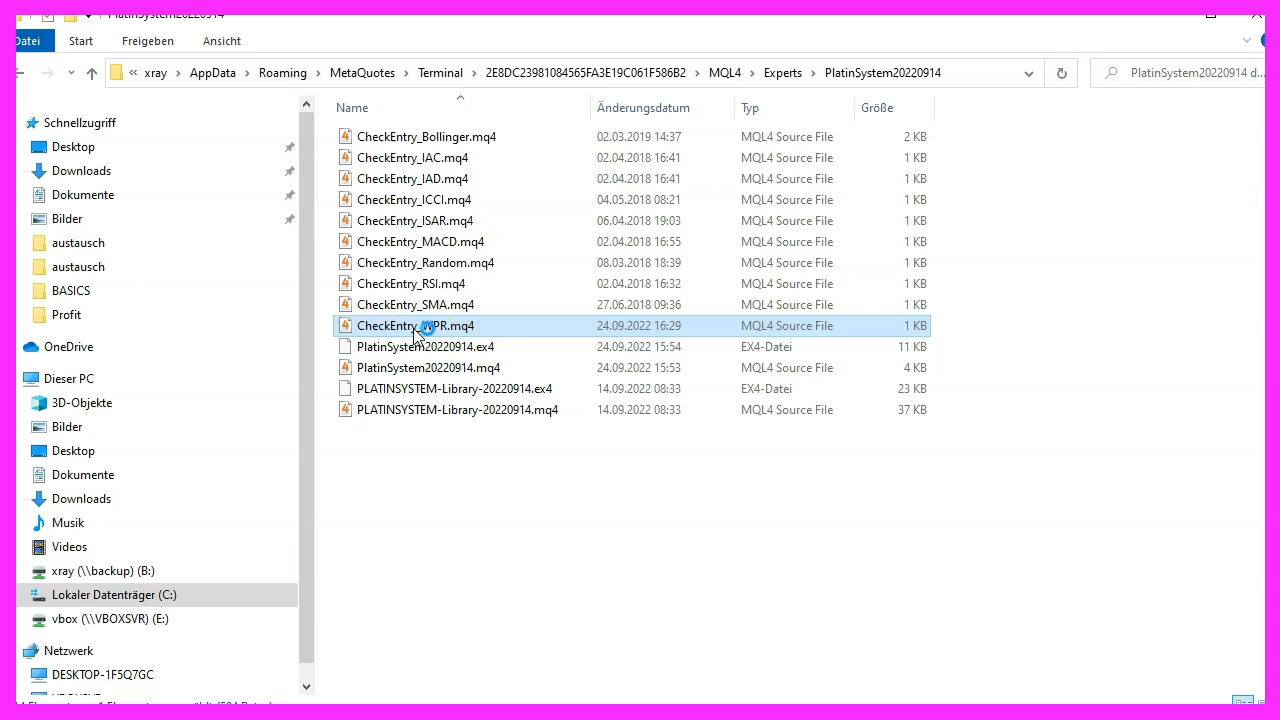 PlatinSystem20220914
Datei Start Freigeben Ansicht
« xray > AppData > Roaming > MetaQuotes > Terminal > 2E8DC23981084565FA3E19C061F586B2 > MQL4 > Experts > PlatinSystem20220914
PlatinSystem20220914 d...
Name Änderungsdatum Typ Größe
CheckEntry_Bollinger.mq4 02.03.2019 14:37 MQL4 Source File 2 KB
CheckEntry_IAC.mq4 02.04.2018 16:41 MQL4 Source File 1 KB
CheckEntry_IAD.mq4 02.04.2018 16:41 MQL4 Source File 1 KB
CheckEntry_ICCI.mq4 04.05.2018 08:21 MQL4 Source File 1 KB
CheckEntry_ISAR.mq4 06.04.2018 19:03 MQL4 Source File 1 KB
CheckEntry_MACD.mq4 02.04.2018 16:55 MQL4 Source File 1 KB
CheckEntry_Random.mq4 08.03.2018 18:39 MQL4 Source File 1 KB
CheckEntry_RSI.mq4 02.04.2018 16:32 MQL4 Source File 1 KB
CheckEntry_SMA.mq4 27.06.2018 09:36 MQL4 Source File 1 KB
CheckEntry_WPR.mq4 24.09.2022 16:29 MQL4 Source File 1 KB
PlatinSystem20220914.ex4 24.09.2022 15:54 EX4-Datei 11 KB
PlatinSystem20220914.mq4 24.09.2022 15:53 MQL4 Source File 4 KB
PLATINSYSTEM-Library-20220914.ex4 14.09.2022 08:33 EX4-Datei 23 KB
PLATINSYSTEM-Library-20220914.mq4 14.09.2022 08:33 MQL4 Source File 37 KB
Schnellzugriff
Desktop
Downloads
Dokumente
Bilder
austausch
austausch
BASICS
Profit
OneDrive
Dieser PC
3D-Objekte
Bilder
Desktop
Dokumente
Downloads
Musik
Videos
xray (\\backup) (B:)
Lokaler Datenträger (C:)
vbox (\\VBOXSVR) (E:)
Netzwerk
DESKTOP-1F5Q7GC